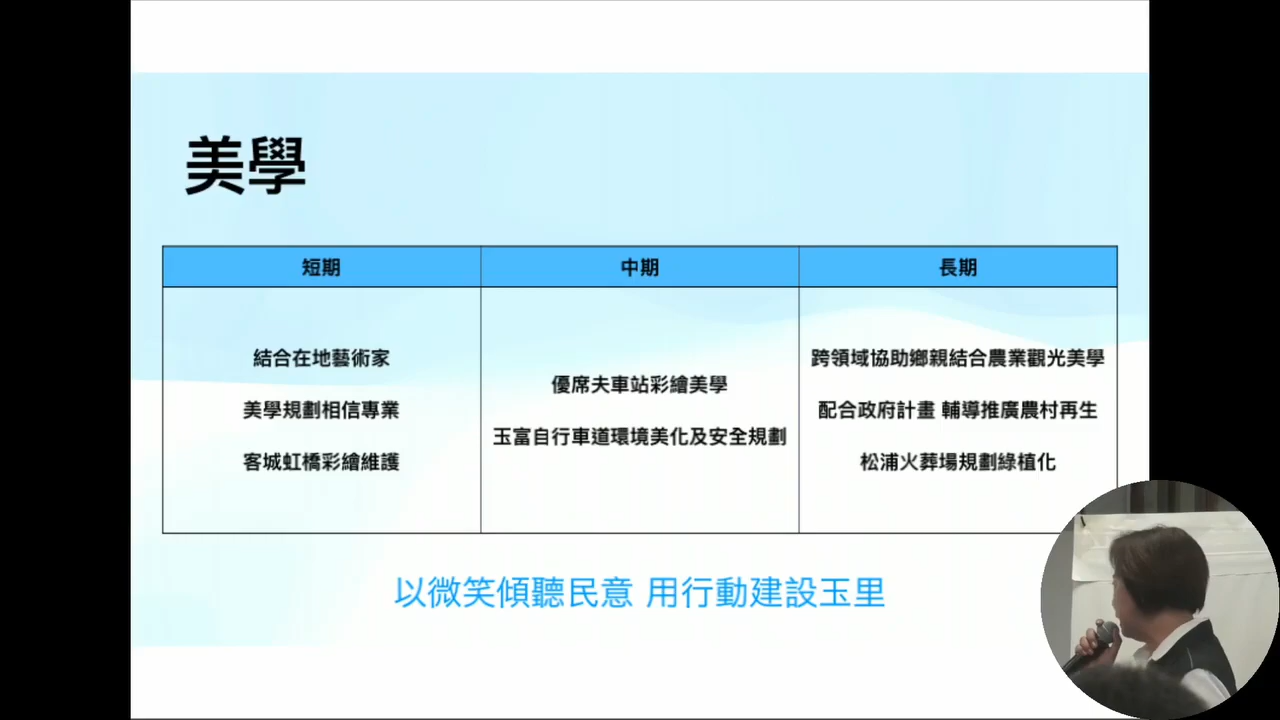 美學
短期
中期
長期
結合在地藝術家
美學規劃相信專業
客城虹橋彩繪維護
優席夫車站彩繪美學
玉富自行車道環境美化及安全規劃
跨領域協助鄉親結合農業觀光美學
配合政府計畫 輔導推廣農村再生
松浦火葬場規劃綠植化
以微笑傾聽民意 用行動建設玉里